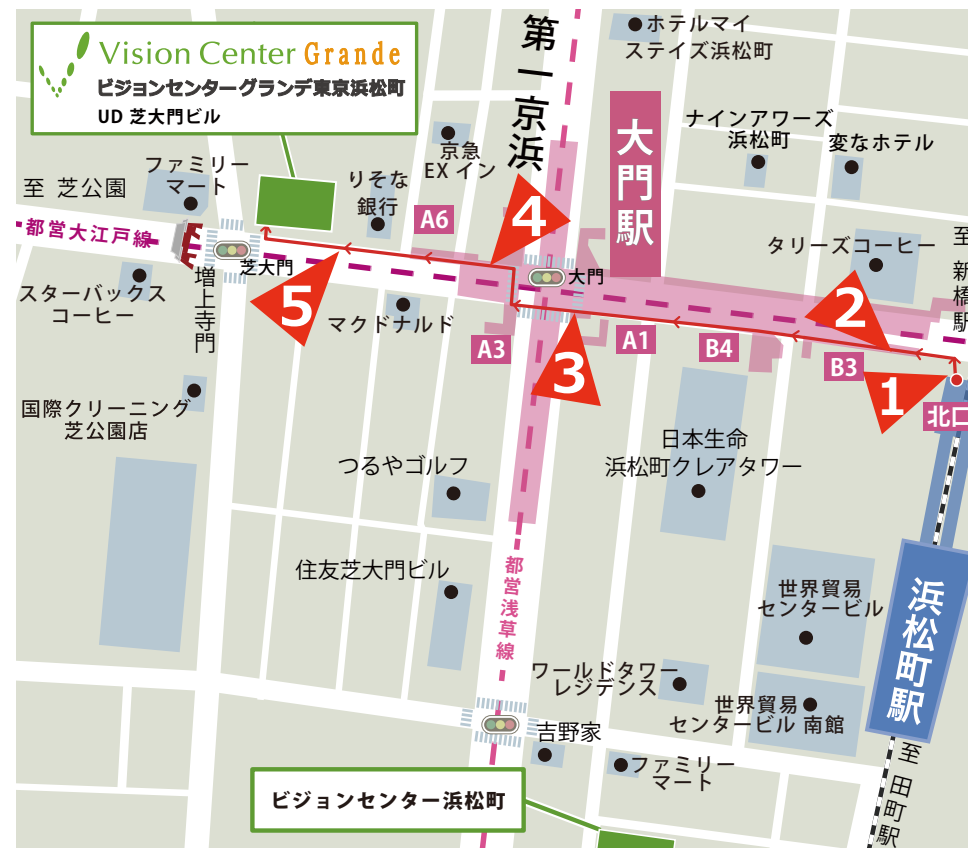 Vision Center Grande
ビジョンセンターグランデ東京浜松町
UD 芝大門ビル
第一京浜
ホテルマイ
ステイズ浜松町
大門駅
ナインアワーズ
浜松町
変なホテル
京急
EX イン
ファミリー
マート
至 芝公園
りそな
銀行
A6
4
都営大江戸線
芝大門
大門
タリーズコーヒー
至 新橋駅
スターバックス
コーヒー
増上寺門
5
マクドナルド
A3
3
A1
B4
2
B3
1
北口
国際クリーニング
芝公園店
つるやゴルフ
日本生命
浜松町クレアタワー
住友芝大門ビル
都営浅草線
世界貿易
センタービル
浜松町駅
ワールドタワー
レジデンス
世界貿易
センタービル 南館
吉野家
ファミリー
マート
至 田町駅
ビジョンセンター浜松町